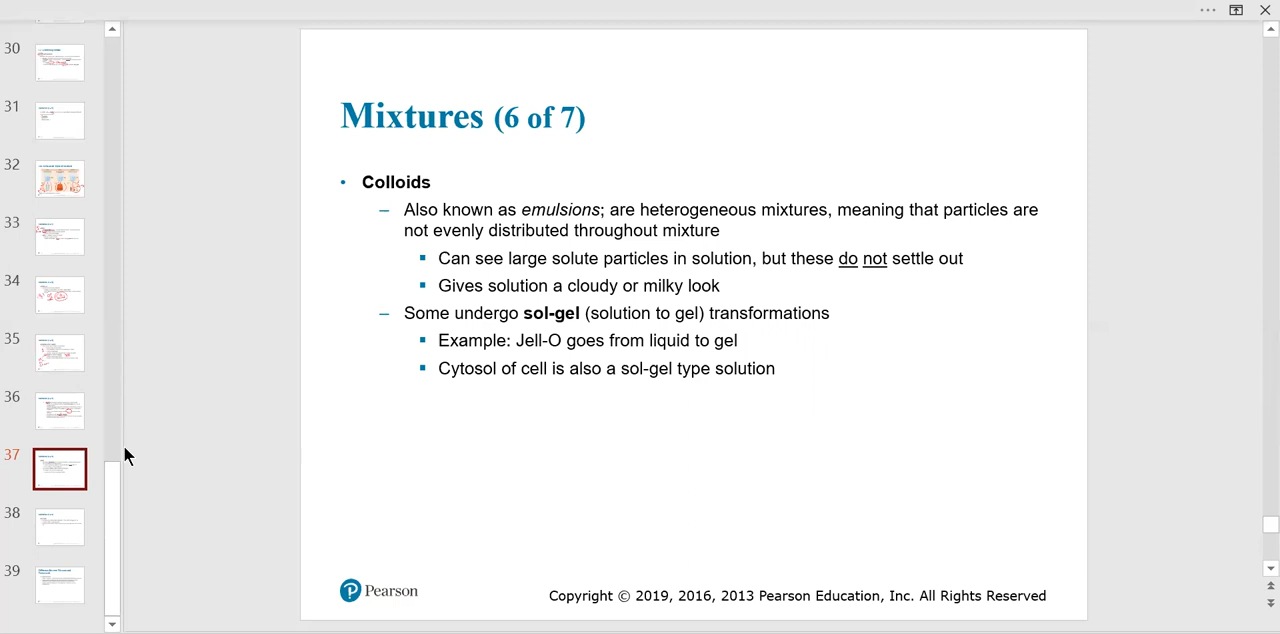 30
31
32
33
34
35
36
37
38
39
Mixtures (6 of 7)
• Colloids
– Also known as emulsions; are heterogeneous mixtures, meaning that particles are
not evenly distributed throughout mixture
▪ Can see large solute particles in solution, but these do not settle out
▪ Gives solution a cloudy or milky look
– Some undergo sol-gel (solution to gel) transformations
▪ Example: Jell-O goes from liquid to gel
▪ Cytosol of cell is also a sol-gel type solution
P Pearson
Copyright © 2019, 2016, 2013 Pearson Education, Inc. All Rights Reserved